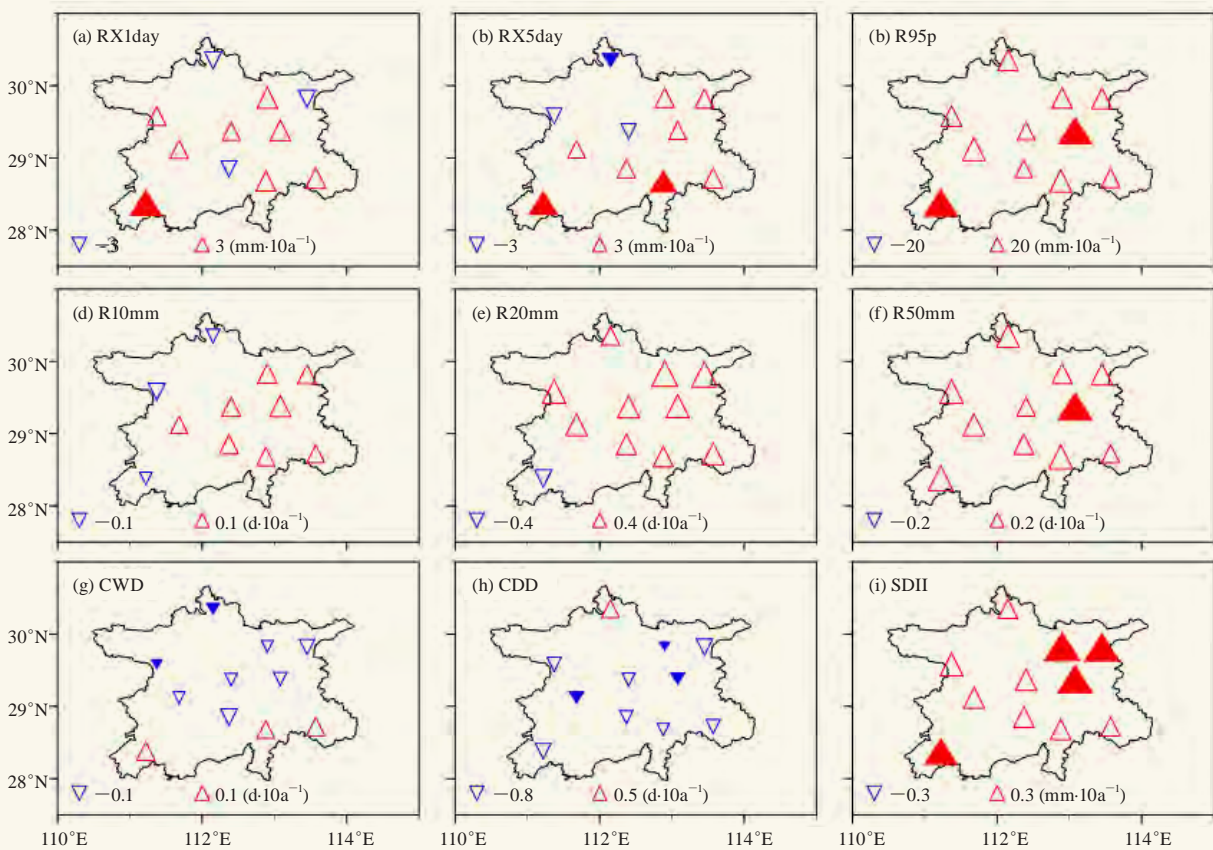 (a) RX1day
(b) RX5day
(b) R95p
30°N
29°N
28°N
−3
3 (mm·10a⁻¹)
−3
3 (mm·10a⁻¹)
−20
20 (mm·10a⁻¹)
(d) R10mm
(e) R20mm
(f) R50mm
30°N
29°N
28°N
−0.1
0.1 (d·10a⁻¹)
−0.4
0.4 (d·10a⁻¹)
−0.2
0.2 (d·10a⁻¹)
(g) CWD
(h) CDD
(i) SDII
30°N
29°N
28°N
−0.1
0.1 (d·10a⁻¹)
−0.8
0.5 (d·10a⁻¹)
−0.3
0.3 (mm·10a⁻¹)
110°E
112°E
114°E
110°E
112°E
114°E
110°E
112°E
114°E